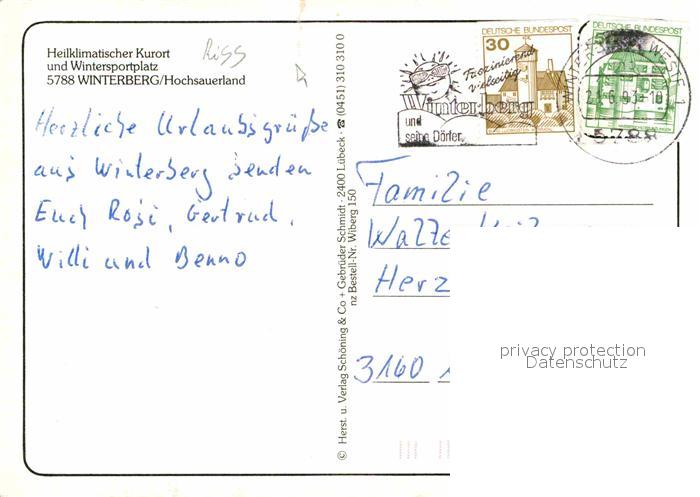 Heilklimatischer Kurort
und Wintersportplatz
5788 WINTERBERG/Hochsauerland
Riss
Herzliche Urlaubsgrüße
aus Winterberg senden
Euch Rosi, Gertrud,
Willi und Benno
© Herst. u. Verlag Schöning & Co + Gebrüder Schmidt · 2400 Lübeck · ☎ (0451) 310 310 0
nz Bestell-Nr. Wiberg 150
DEUTSCHE BUNDESPOST
30
DEUTSCHE BUNDESPOST
Faszinierend
vielseitig
Winterberg
und
seine Dörfer
5788
Familie
Herz
3160
privacy protection
Datenschutz